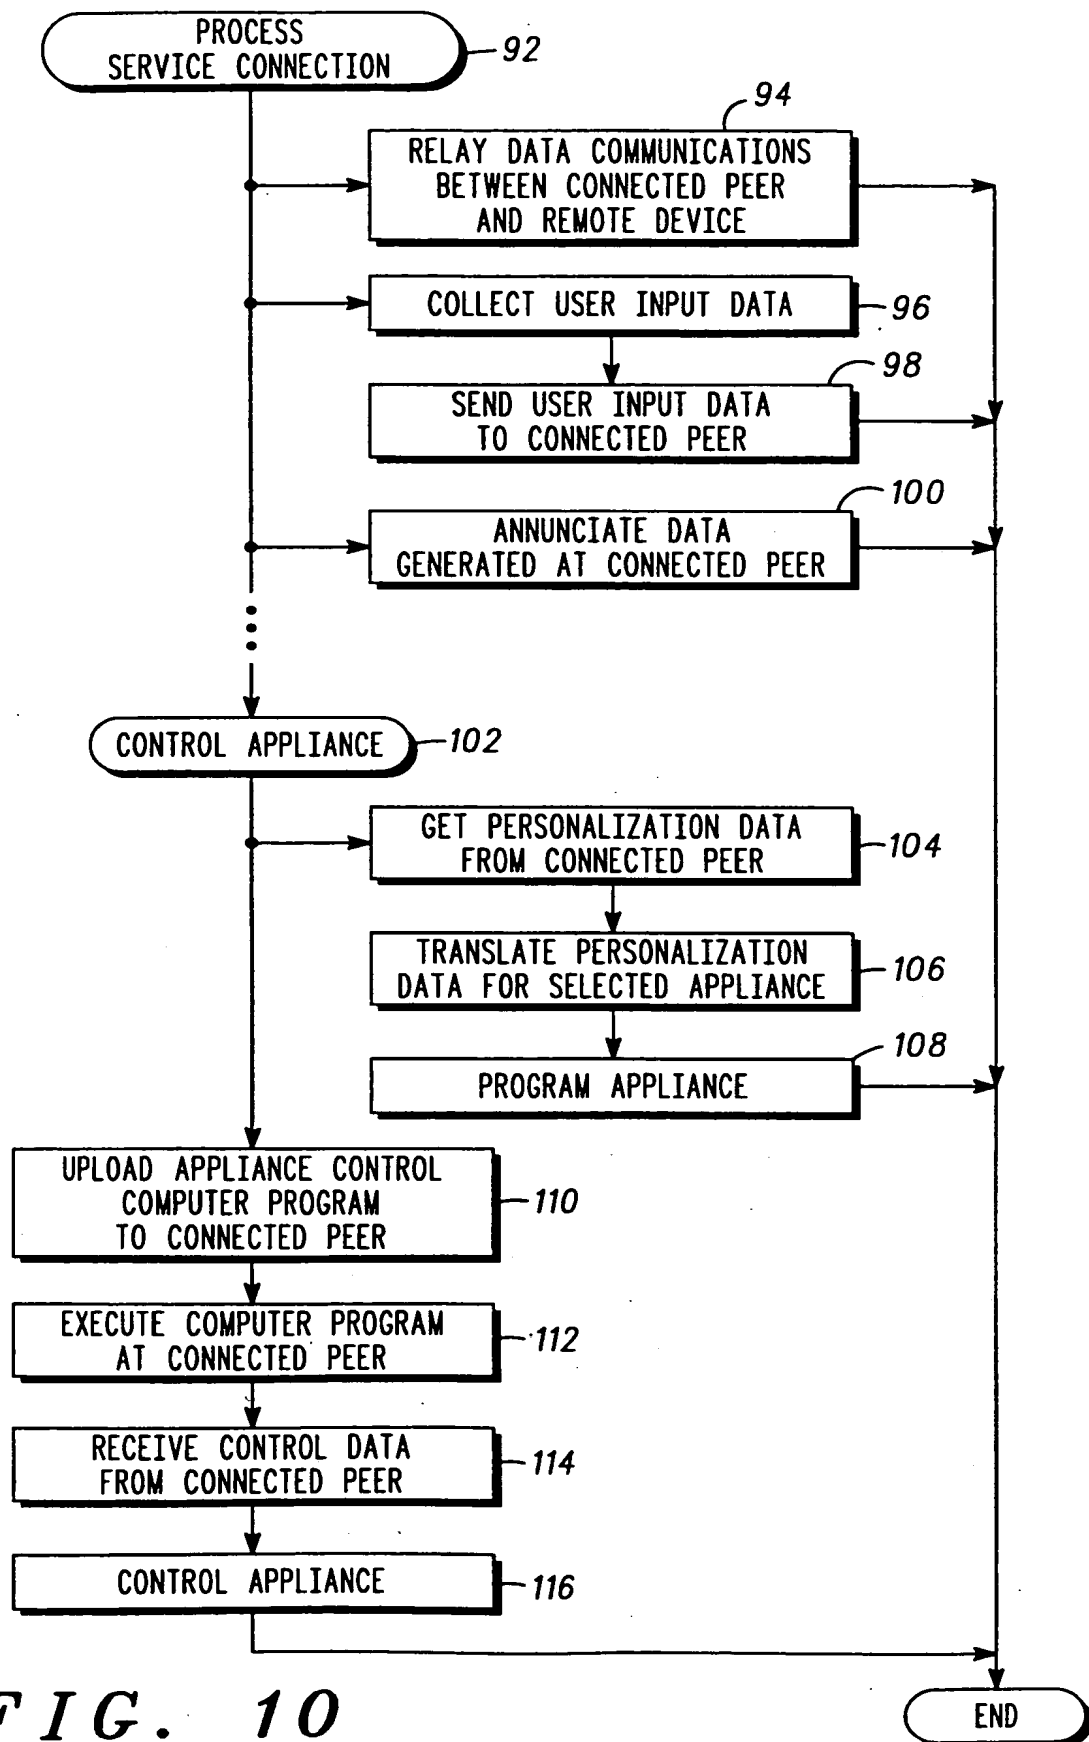 PROCESS
SERVICE CONNECTION
92
94
RELAY DATA COMMUNICATIONS
BETWEEN CONNECTED PEER
AND REMOTE DEVICE
COLLECT USER INPUT DATA
96
98
SEND USER INPUT DATA
TO CONNECTED PEER
100
ANNUNCIATE DATA
GENERATED AT CONNECTED PEER
CONTROL APPLIANCE
102
GET PERSONALIZATION DATA
FROM CONNECTED PEER
104
TRANSLATE PERSONALIZATION
DATA FOR SELECTED APPLIANCE
106
108
PROGRAM APPLIANCE
UPLOAD APPLIANCE CONTROL
COMPUTER PROGRAM
TO CONNECTED PEER
110
EXECUTE COMPUTER PROGRAM
AT CONNECTED PEER
112
RECEIVE CONTROL DATA
FROM CONNECTED PEER
114
CONTROL APPLIANCE
116
END
FIG. 10